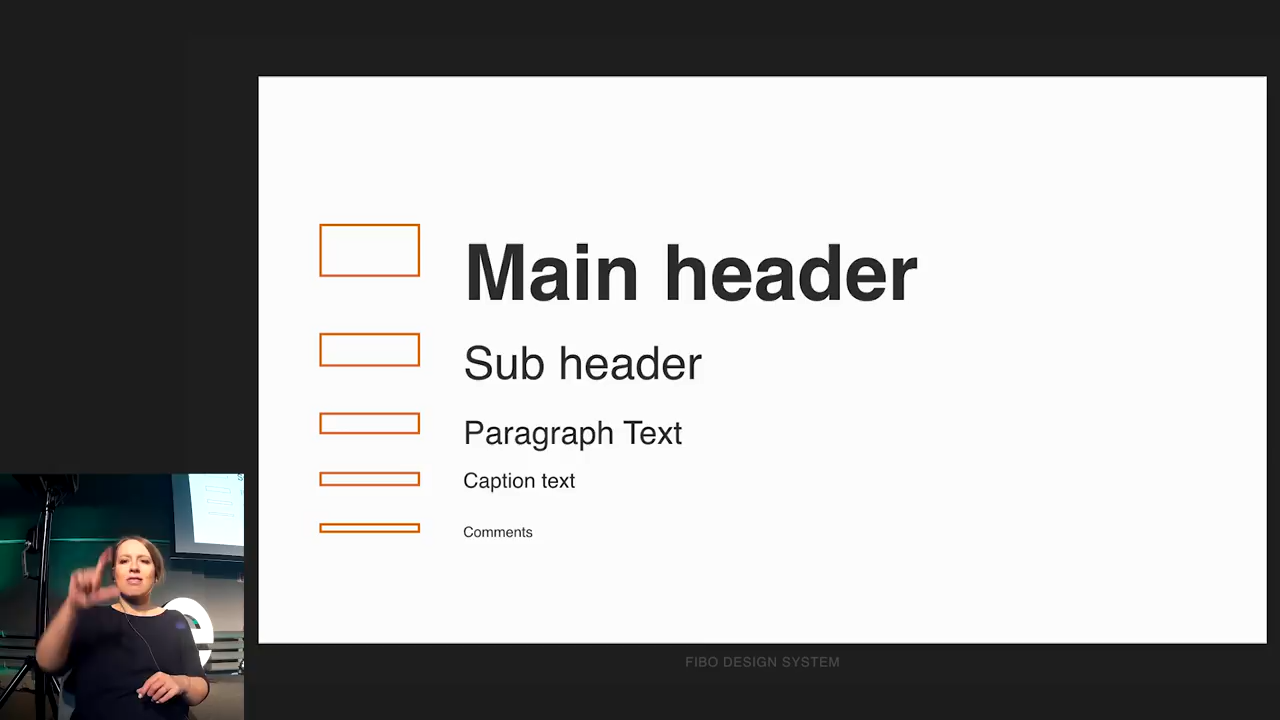 Main header
Sub header
Paragraph Text
Caption text
Comments
FIBO DESIGN SYSTEM